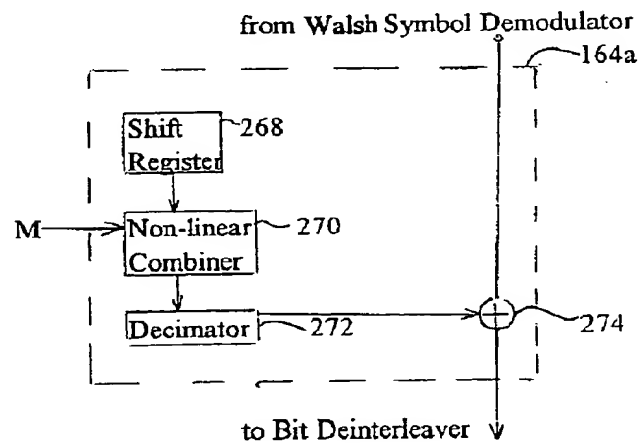 from Walsh Symbol Demodulator
164a
Shift
Register
268
M
Non-linear
Combiner
270
Decimator
272
274
to Bit Deinterleaver